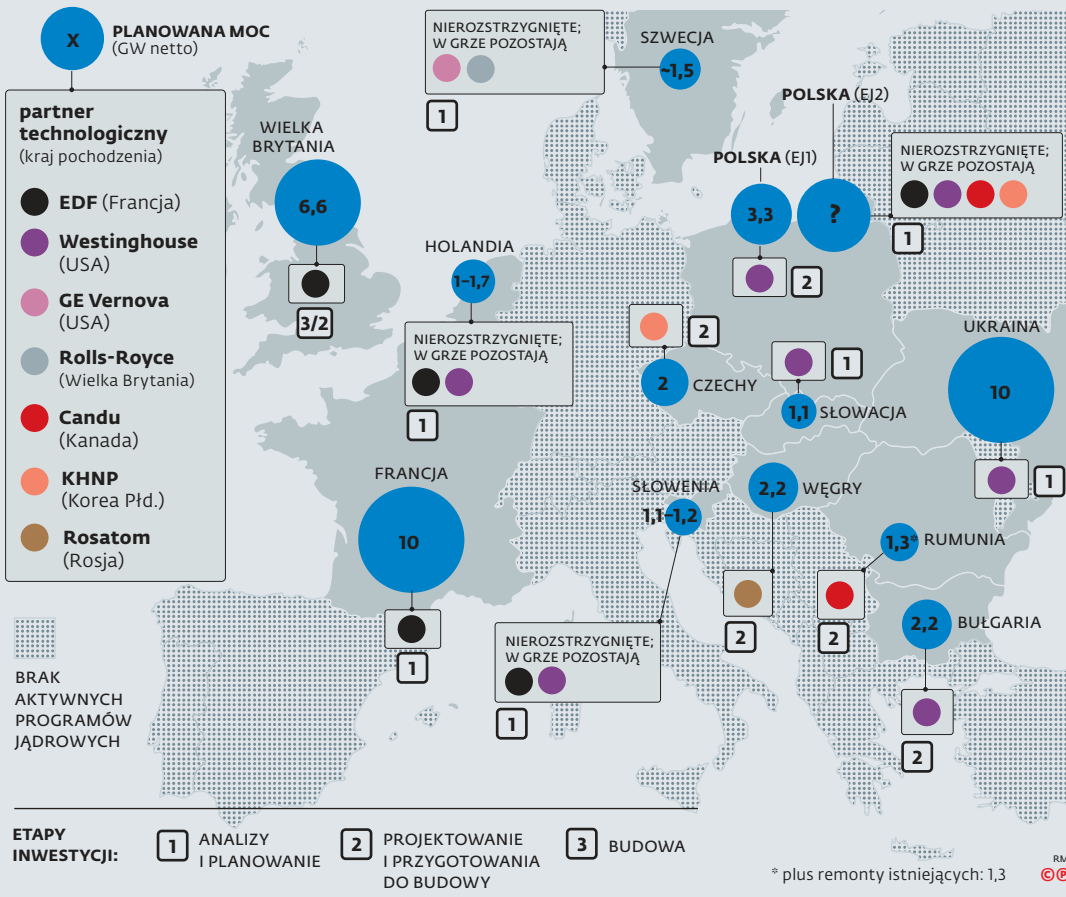 X
PLANOWANA MOC
(GW netto)
partner
technologiczny
(kraj pochodzenia)
EDF (Francja)
Westinghouse
(USA)
GE Vernova
(USA)
Rolls-Royce
(Wielka Brytania)
Candu
(Kanada)
KHNP
(Korea Płd.)
Rosatom
(Rosja)
BRAK
AKTYWNYCH
PROGRAMÓW
JĄDROWYCH
NIEROZSTRZYGNIĘTE;
W GRZE POZOSTAJĄ
1
SZWECJA
~1,5
WIELKA
BRYTANIA
6,6
3/2
POLSKA (EJ2)
?
NIEROZSTRZYGNIĘTE;
W GRZE POZOSTAJĄ
1
POLSKA (EJ1)
3,3
2
HOLANDIA
1–1,7
NIEROZSTRZYGNIĘTE;
W GRZE POZOSTAJĄ
1
2
2
CZECHY
1
1,1
SŁOWACJA
UKRAINA
10
1
FRANCJA
10
1
SŁOWENIA
1,1–1,2
NIEROZSTRZYGNIĘTE;
W GRZE POZOSTAJĄ
1
2,2
WĘGRY
2
1,3*
RUMUNIA
2
2,2
BUŁGARIA
2
ETAPY
INWESTYCJI:
1
ANALIZY
I PLANOWANIE
2
PROJEKTOWANIE
I PRZYGOTOWANIA
DO BUDOWY
3
BUDOWA
* plus remonty istniejących: 1,3
RM
©℗